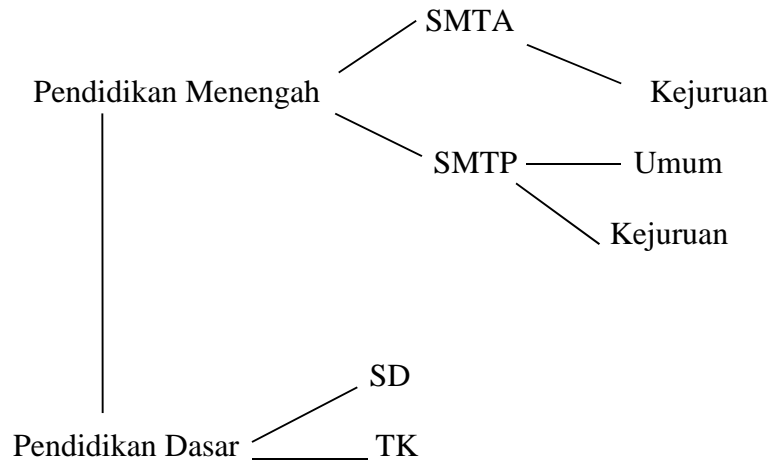 SMTA
Pendidikan Menengah Kejuruan
SMTP Umum
Kejuruan
SD
Pendidikan Dasar TK